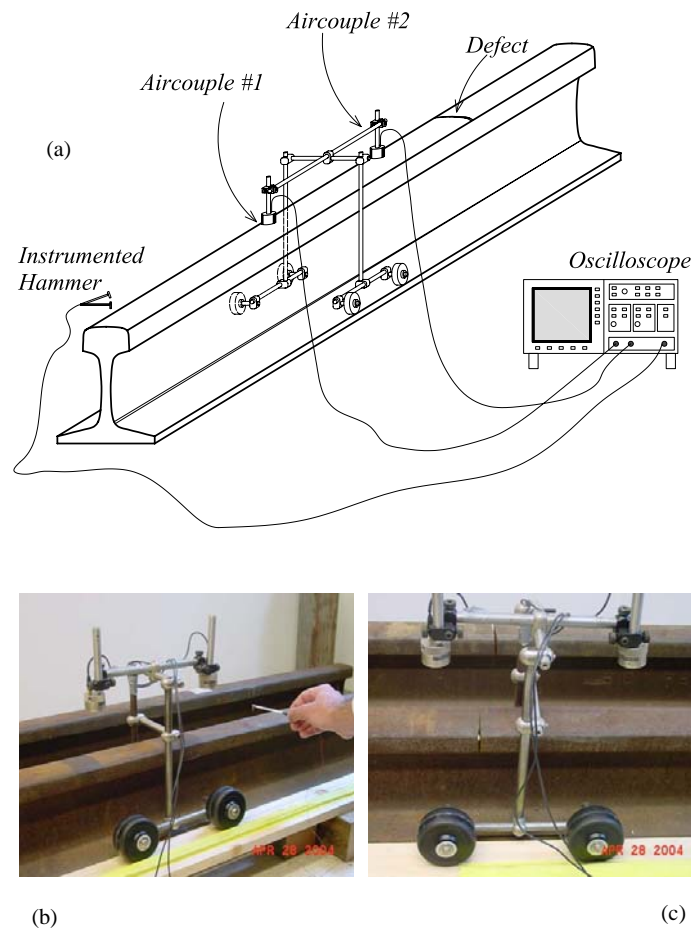 Aircouple #2
Defect
Aircouple #1
(a)
Instrumented
Hammer
Oscilloscope
APR 28 2004
APR 28 2004
(b)
(c)